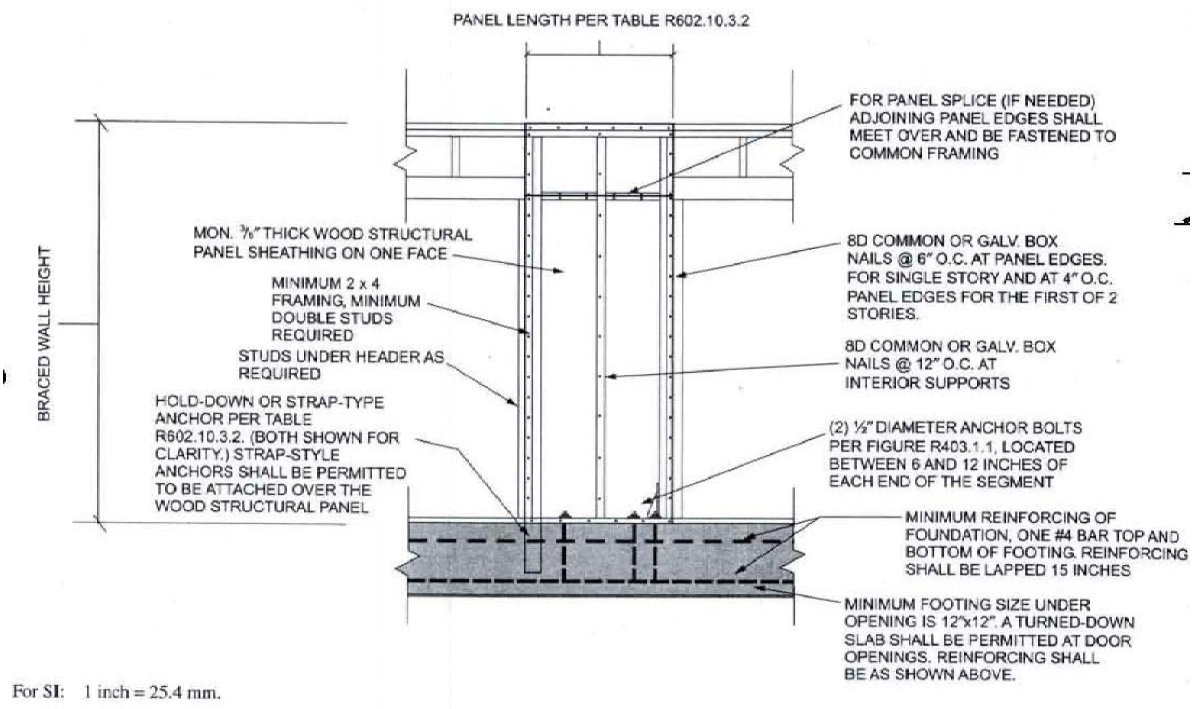 PANEL LENGTH PER TABLE R602.10.3.2
FOR PANEL SPLICE (IF NEEDED)
ADJOINING PANEL EDGES SHALL
MEET OVER AND BE FASTENED TO
COMMON FRAMING
BRACED WALL HEIGHT
MON. 3/8" THICK WOOD STRUCTURAL
PANEL SHEATHING ON ONE FACE
8D COMMON OR GALV. BOX
NAILS @ 6" O.C. AT PANEL EDGES.
FOR SINGLE STORY AND AT 4" O.C.
PANEL EDGES FOR THE FIRST OF 2
STORIES.
MINIMUM 2 x 4
FRAMING, MINIMUM
DOUBLE STUDS
REQUIRED
STUDS UNDER HEADER AS
REQUIRED
8D COMMON OR GALV. BOX
NAILS @ 12" O.C. AT
INTERIOR SUPPORTS
HOLD-DOWN OR STRAP-TYPE
ANCHOR PER TABLE
R602.10.3.2. (BOTH SHOWN FOR
CLARITY.) STRAP-STYLE
ANCHORS SHALL BE PERMITTED
TO BE ATTACHED OVER THE
WOOD STRUCTURAL PANEL
(2) ½" DIAMETER ANCHOR BOLTS
PER FIGURE R403.1.1, LOCATED
BETWEEN 6 AND 12 INCHES OF
EACH END OF THE SEGMENT
MINIMUM REINFORCING OF
FOUNDATION, ONE #4 BAR TOP AND
BOTTOM OF FOOTING. REINFORCING
SHALL BE LAPPED 15 INCHES
MINIMUM FOOTING SIZE UNDER
OPENING IS 12"x12". A TURNED-DOWN
SLAB SHALL BE PERMITTED AT DOOR
OPENINGS. REINFORCING SHALL
BE AS SHOWN ABOVE.
For SI: 1 inch = 25.4 mm.